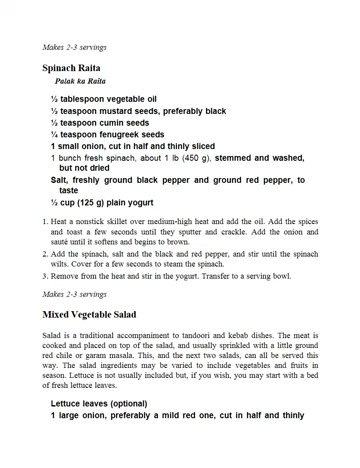 Makes 2-3 servings
Spinach Raita
Palak ka Raita
½ tablespoon vegetable oil
½ teaspoon mustard seeds, preferably black
½ teaspoon cumin seeds
¼ teaspoon fenugreek seeds
1 small onion, cut in half and thinly sliced
1 bunch fresh spinach, about 1 lb (450 g), stemmed and washed,
but not dried
Salt, freshly ground black pepper and ground red pepper, to
taste
½ cup (125 g) plain yogurt
1. Heat a nonstick skillet over medium-high heat and add the oil. Add the spices
and toast a few seconds until they sputter and crackle. Add the onion and
sauté until it softens and begins to brown.
2. Add the spinach, salt and the black and red pepper, and stir until the spinach
wilts. Cover for a few seconds to steam the spinach.
3. Remove from the heat and stir in the yogurt. Transfer to a serving bowl.
Makes 2-3 servings
Mixed Vegetable Salad
Salad is a traditional accompaniment to tandoori and kebab dishes. The meat is
cooked and placed on top of the salad, and usually sprinkled with a little ground
red chile or garam masala. This, and the next two salads, can all be served this
way. The salad ingredients may be varied to include vegetables and fruits in
season. Lettuce is not usually included but, if you wish, you may start with a bed
of fresh lettuce leaves.
Lettuce leaves (optional)
1 large onion, preferably a mild red one, cut in half and thinly